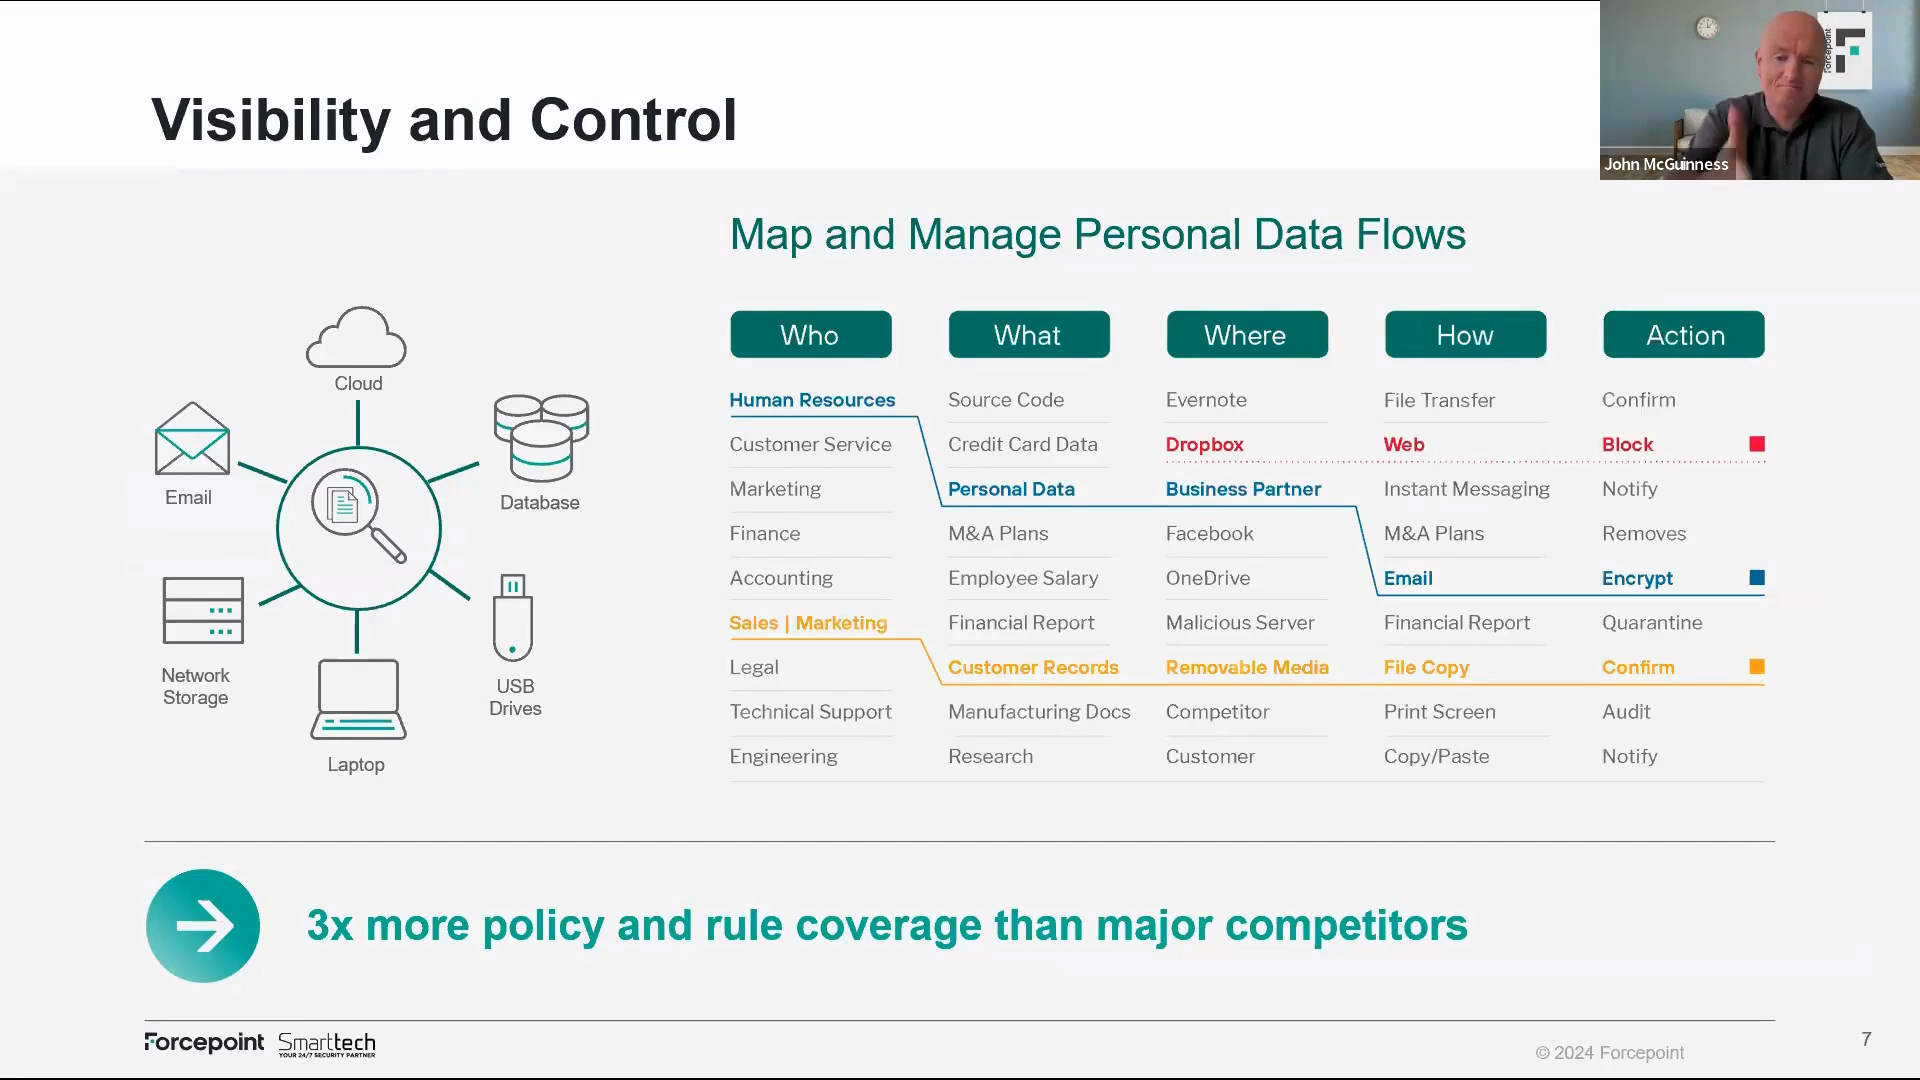 Visibility and Control
Forcepoint
John McGuinness
Map and Manage Personal Data Flows
Cloud
Email
Database
Network
Storage
USB
Drives
Laptop
Who What Where How Action
Human Resources Source Code Evernote File Transfer Confirm
Customer Service Credit Card Data Dropbox Web Block
Marketing Personal Data Business Partner Instant Messaging Notify
Finance M&A Plans Facebook M&A Plans Removes
Accounting Employee Salary OneDrive Email Encrypt
Sales | Marketing Financial Report Malicious Server Financial Report Quarantine
Legal Customer Records Removable Media File Copy Confirm
Technical Support Manufacturing Docs Competitor Print Screen Audit
Engineering Research Customer Copy/Paste Notify
3x more policy and rule coverage than major competitors
Forcepoint Smarttech
YOUR 24/7 SECURITY PARTNER
© 2024 Forcepoint
7